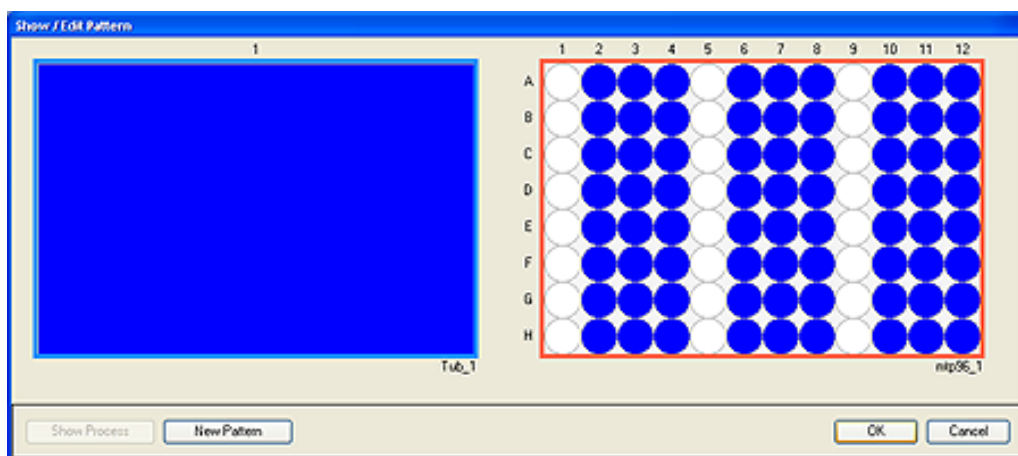 Show / Edit Pattern
1
1 2 3 4 5 6 7 8 9 10 11 12
A
B
C
D
E
F
G
H
Tub_1
mtp96_1
Show Process
New Pattern
OK
Cancel